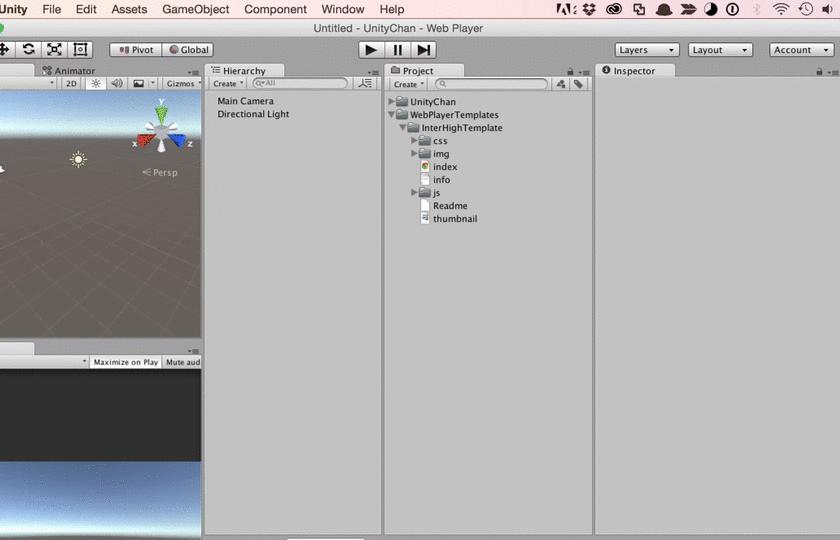 Unity File Edit Assets GameObject Component Window Help
Untitled - UnityChan - Web Player
Pivot Global Layers Layout Account
Animator Hierarchy Project Inspector
2D Gizmos Create All Create
Main Camera
Directional Light
UnityChan
WebPlayerTemplates
InterHighTemplate
css
img
index
info
js
Readme
thumbnail
y
x z
Persp
Maximize on Play Mute aud